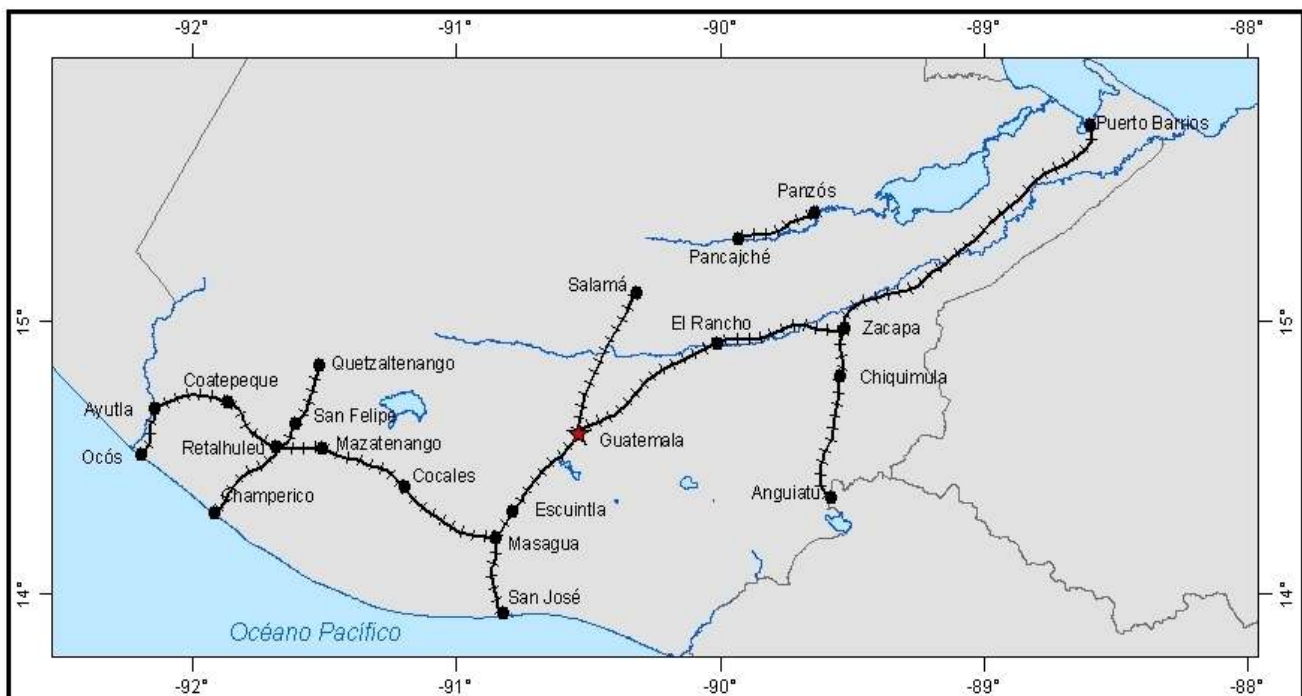 -92°
-91°
-90°
-89°
-88°
Puerto Barrios
Panzós
Pancajché
Salamá
15°
El Rancho
Zacapa
15°
Quetzaltenango
Coatepeque
Chiquimula
Ayutla
San Felipe
Retalhuleu
Mazatenango
Guatemala
Ocós
Cocales
Champerico
Anguiatú
Escuintla
Masagua
14°
San José
14°
Océano Pacífico
-92°
-91°
-90°
-89°
-88°